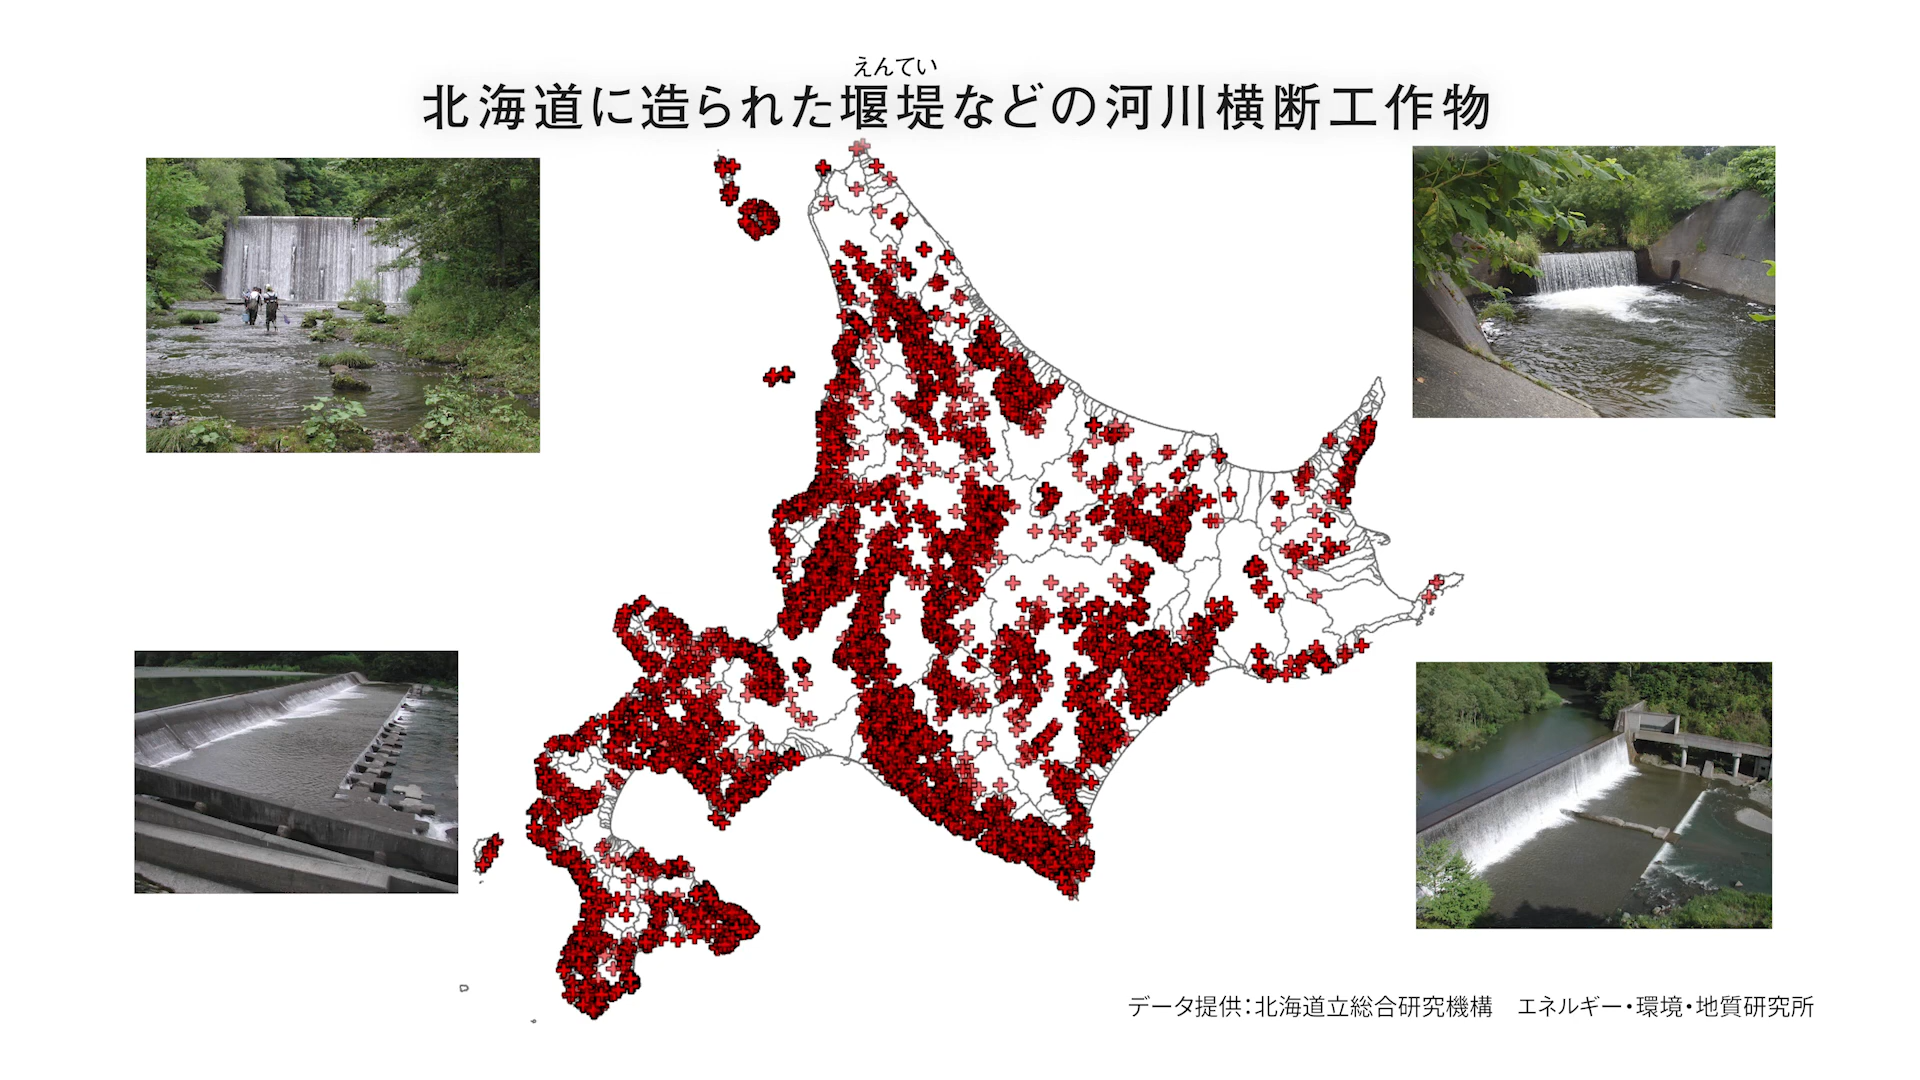 えんてい
北海道に造られた堰堤などの河川横断工作物
データ提供：北海道立総合研究機構　エネルギー・環境・地質研究所